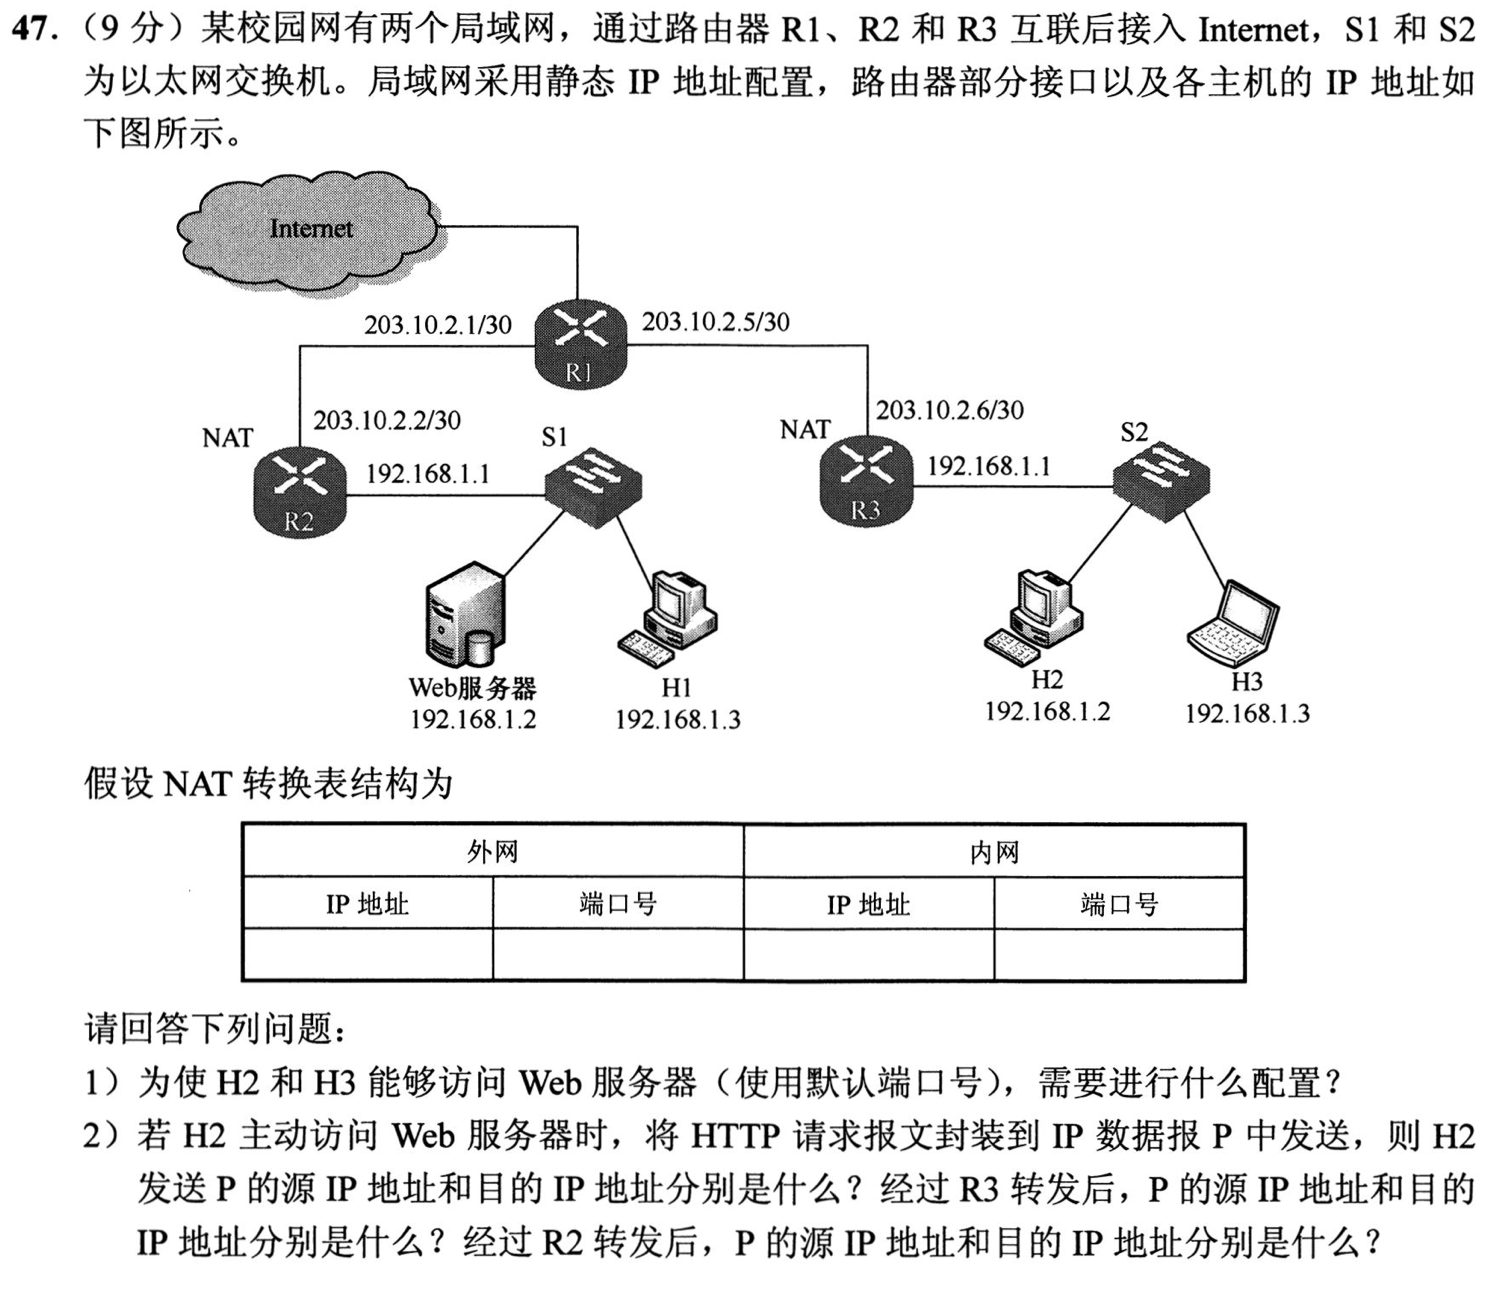 47.（9 分）某校园网有两个局域网，通过路由器 R1、R2 和 R3 互联后接入 Internet，S1 和 S2
为以太网交换机。局域网采用静态 IP 地址配置，路由器部分接口以及各主机的 IP 地址如
下图所示。
Internet
203.10.2.1/30
203.10.2.5/30
R1
203.10.2.2/30
203.10.2.6/30
NAT
S1
NAT
S2
192.168.1.1
192.168.1.1
R2
R3
Web服务器
H1
H2
H3
192.168.1.2
192.168.1.3
192.168.1.2
192.168.1.3
假设 NAT 转换表结构为
外网 内网
IP 地址 端口号 IP 地址 端口号
请回答下列问题：
1）为使 H2 和 H3 能够访问 Web 服务器（使用默认端口号），需要进行什么配置？
2）若 H2 主动访问 Web 服务器时，将 HTTP 请求报文封装到 IP 数据报 P 中发送，则 H2
发送 P 的源 IP 地址和目的 IP 地址分别是什么？经过 R3 转发后，P 的源 IP 地址和目的
IP 地址分别是什么？经过 R2 转发后，P 的源 IP 地址和目的 IP 地址分别是什么？